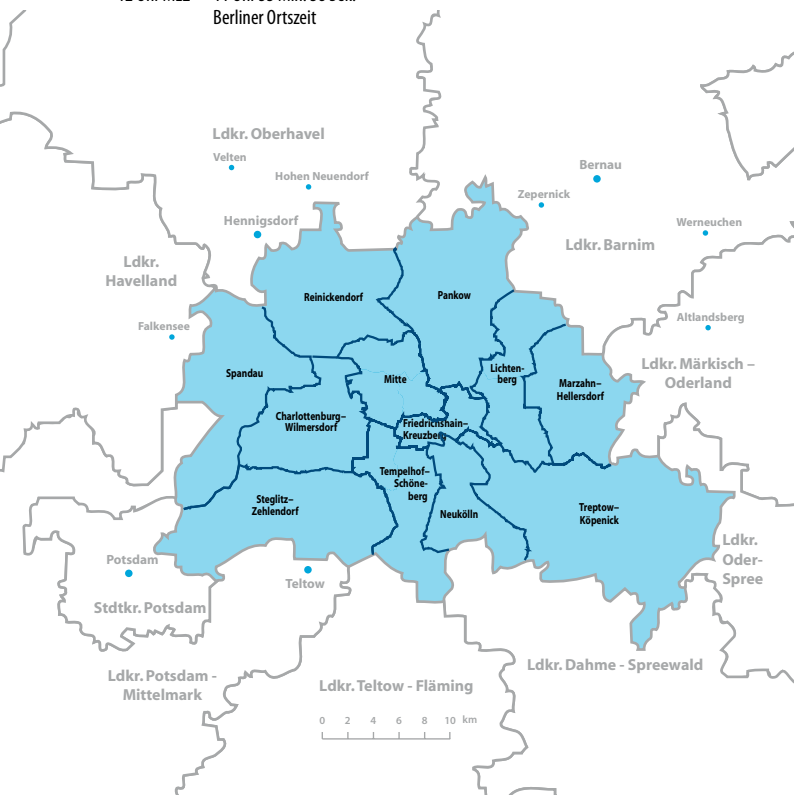 Berliner Ortszeit
Ldkr. Oberhavel
Velten
Hohen Neuendorf
Bernau
Zepernick
Hennigsdorf
Werneuchen
Ldkr. Barnim
Ldkr.
Havelland
Reinickendorf
Pankow
Falkensee
Altlandsberg
Ldkr. Märkisch –
Oderland
Spandau
Mitte
Lichten-
berg
Marzahn–
Hellersdorf
Charlottenburg–
Wilmersdorf
Friedrichshain–
Kreuzberg
Tempelhof–
Schöne-
berg
Steglitz–
Zehlendorf
Neukölln
Treptow–
Köpenick
Ldkr.
Oder-
Spree
Potsdam
Teltow
Stdtkr. Potsdam
Ldkr. Potsdam -
Mittelmark
Ldkr. Teltow - Fläming
Ldkr. Dahme - Spreewald
0 2 4 6 8 10 km